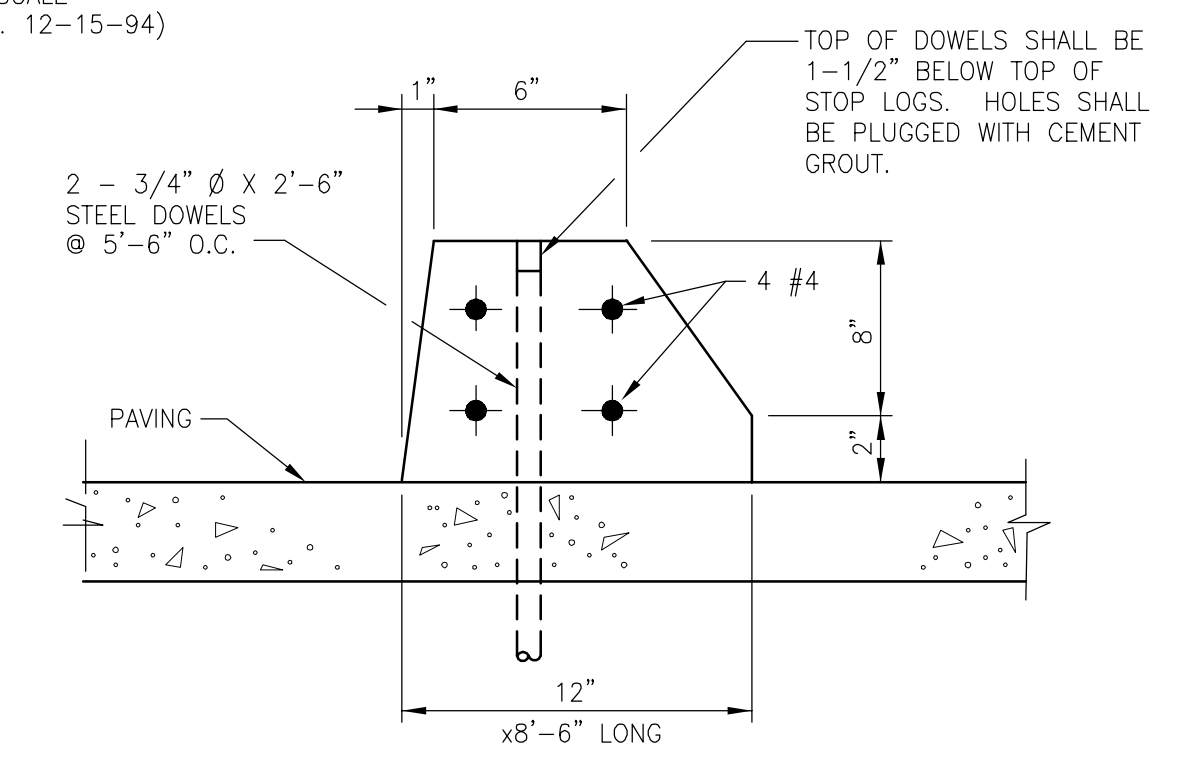 . 12-15-94)
TOP OF DOWELS SHALL BE
1-1/2" BELOW TOP OF
STOP LOGS. HOLES SHALL
BE PLUGGED WITH CEMENT
GROUT.
1"
6"
2 - 3/4" Ø X 2'-6"
STEEL DOWELS
@ 5'-6" O.C.
4 #4
8"
PAVING
2"
12"
x8'-6" LONG